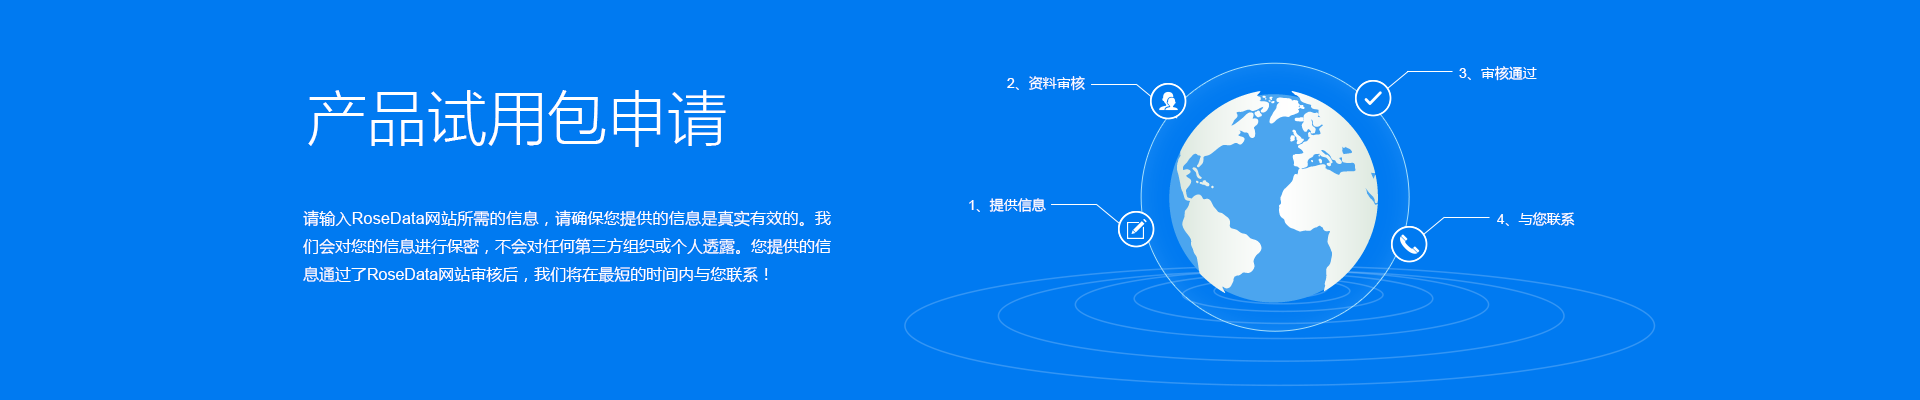 产品试用包申请
请输入RoseData网站所需的信息，请确保您提供的信息是真实有效的。我
们会对您的信息进行保密，不会对任何第三方组织或个人透露。您提供的信
息通过了RoseData网站审核后，我们将在最短的时间内与您联系！
1、提供信息
2、资料审核
3、审核通过
4、与您联系